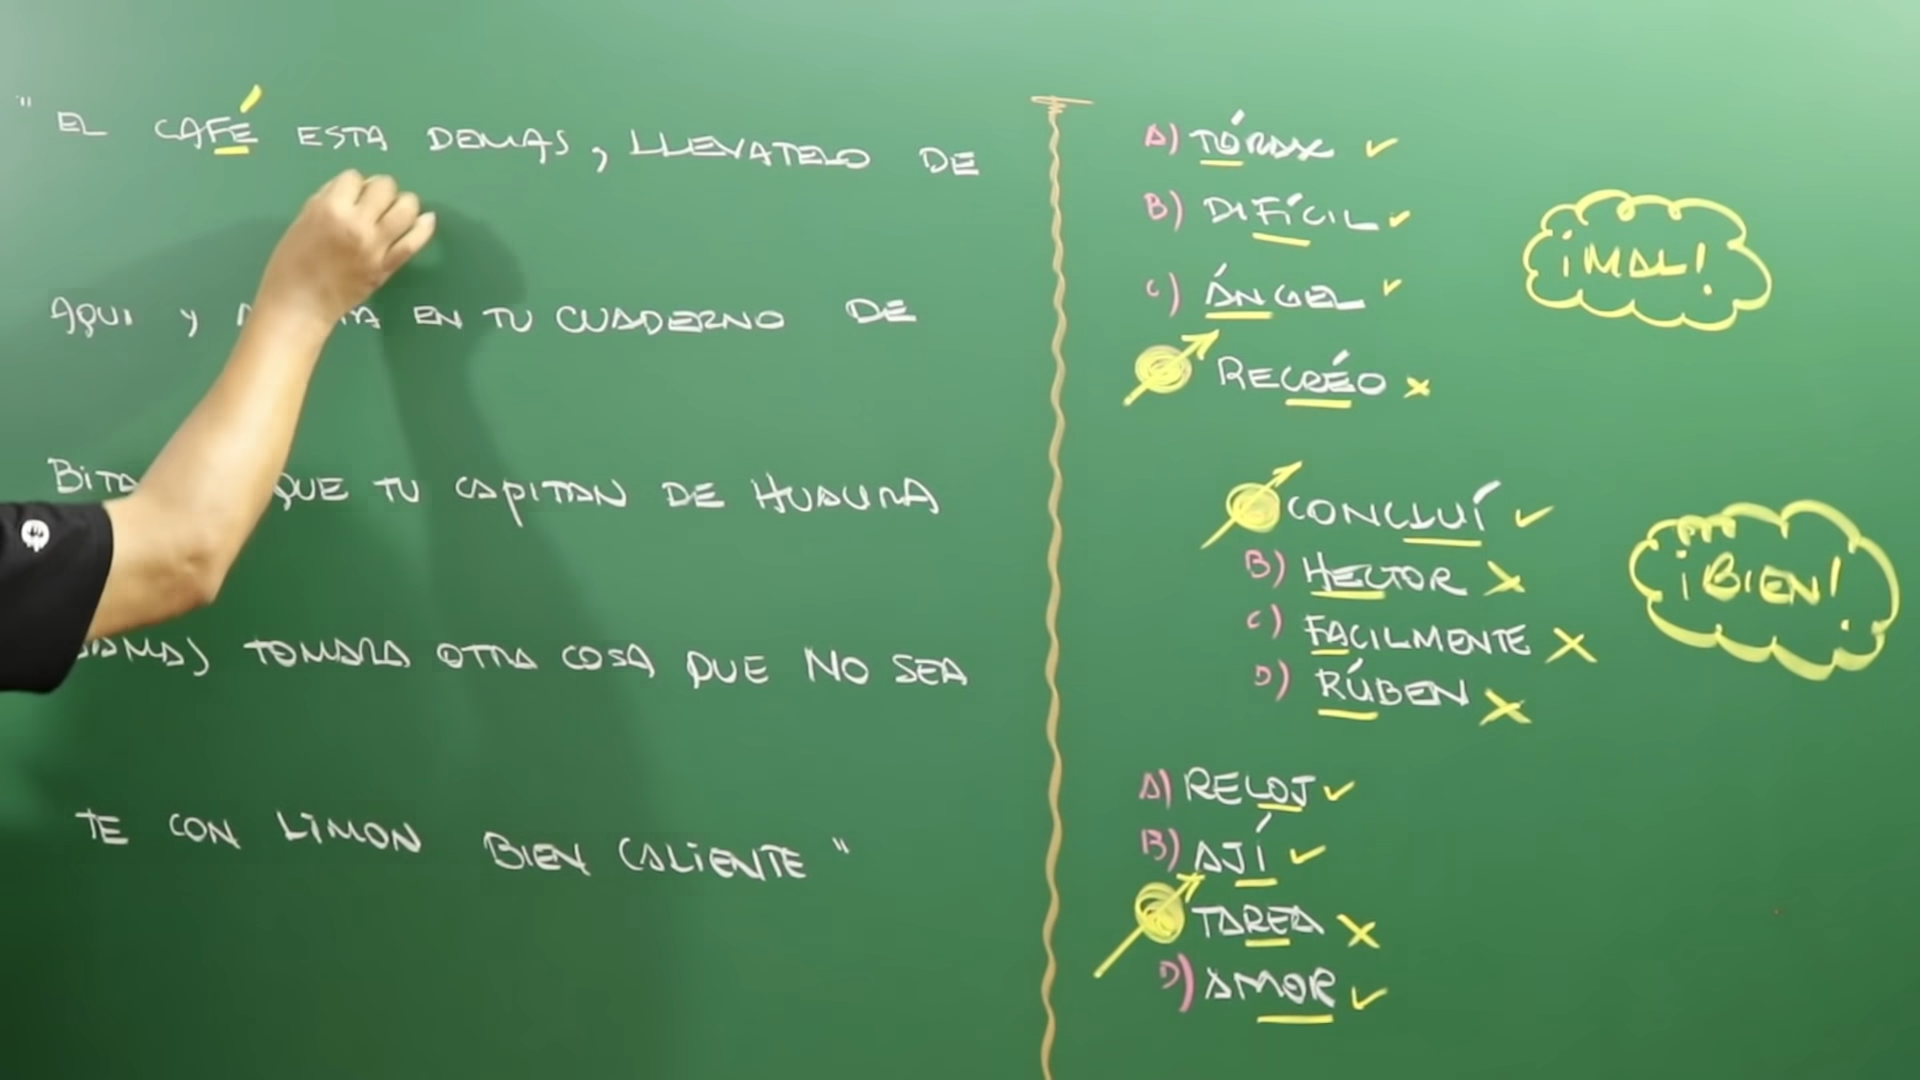 "EL CAFÉ ESTA DEMAS, LLEVATELO DE
AQUI Y EN TU CUADERNO DE
QUE TU CAPITAN DE HUAURA
TOMARA OTRA COSA QUE NO SEA
TE CON LIMON BIEN CALIENTE"
A) TÓRAX ✓
B) DIFÍCIL ✓
C) ÁNGEL ✓
RECRÉO X
¡MAL!
CONCLUÍ ✓
B) HECTOR X
C) FACILMENTE X
D) RÚBEN X
¡BIEN!
A) RELOJ ✓
B) AJÍ ✓
TAREA X
D) AMOR ✓